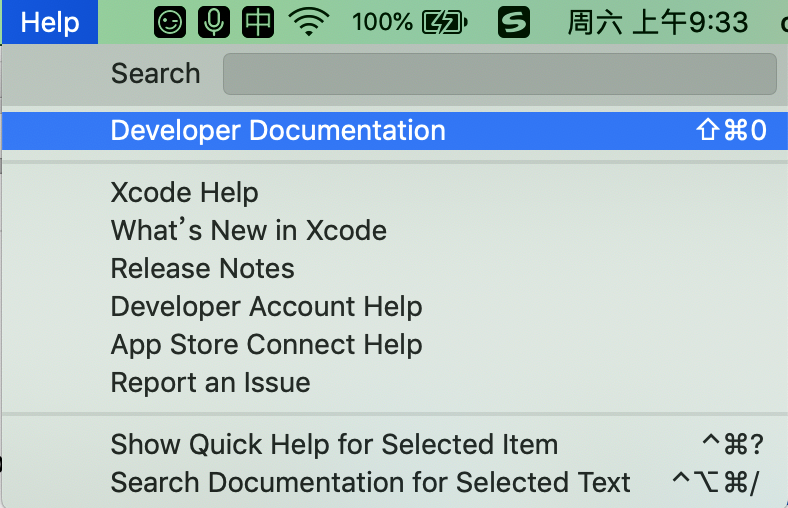 Help 中 100% S 周六 上午9:33
Search
Developer Documentation ⇧⌘0
Xcode Help
What's New in Xcode
Release Notes
Developer Account Help
App Store Connect Help
Report an Issue
Show Quick Help for Selected Item ^⌘?
Search Documentation for Selected Text ^⌥⌘/